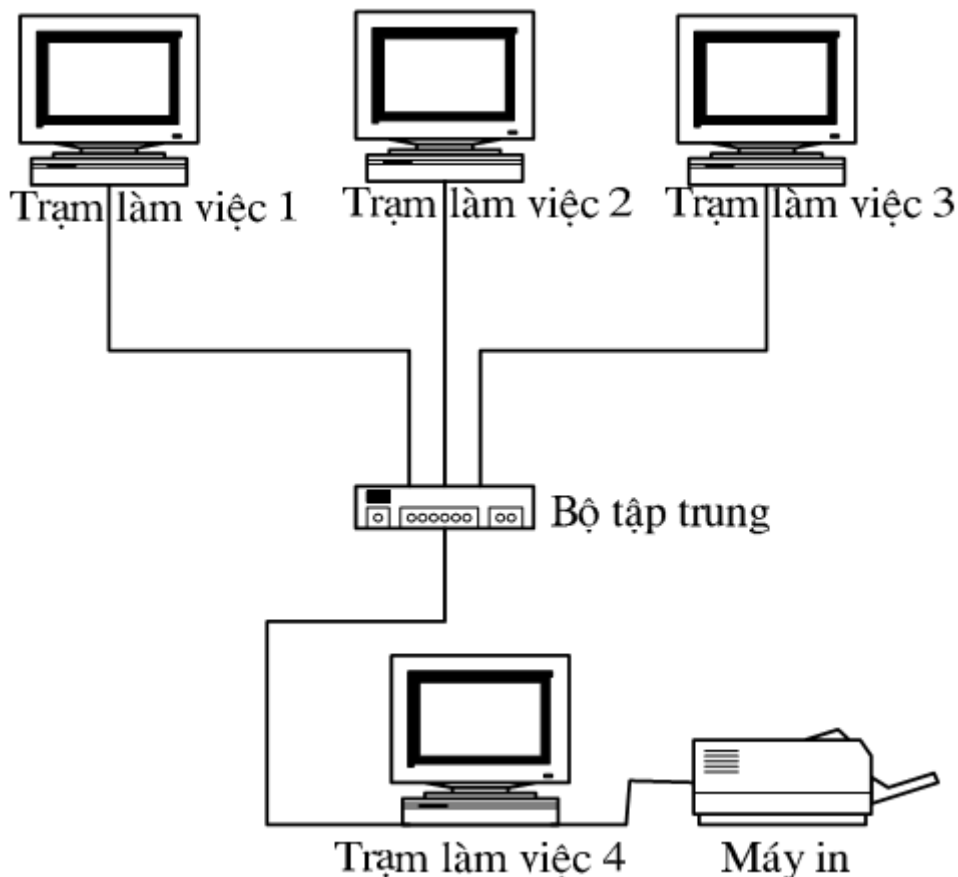 Trạm làm việc 1
Trạm làm việc 2
Trạm làm việc 3
Bộ tập trung
Trạm làm việc 4
Máy in